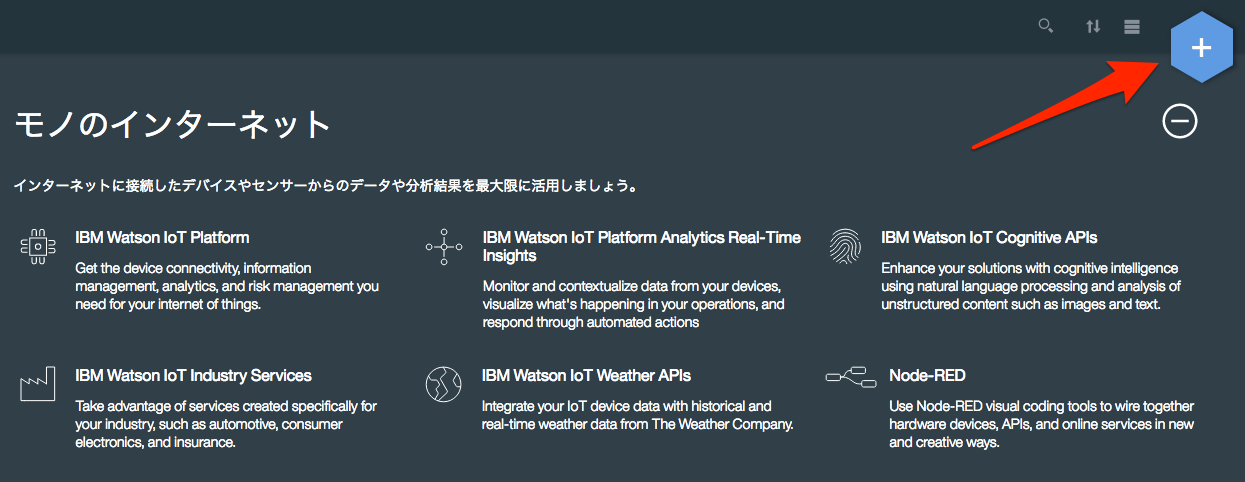 モノのインターネット
インターネットに接続したデバイスやセンサーからのデータや分析結果を最大限に活用しましょう。
IBM Watson IoT Platform
Get the device connectivity, information
management, analytics, and risk management you
need for your internet of things.
IBM Watson IoT Platform Analytics Real-Time
Insights
Monitor and contextualize data from your devices,
visualize what's happening in your operations, and
respond through automated actions
IBM Watson IoT Cognitive APIs
Enhance your solutions with cognitive intelligence
using natural language processing and analysis of
unstructured content such as images and text.
IBM Watson IoT Industry Services
Take advantage of services created specifically for
your industry, such as automotive, consumer
electronics, and insurance.
IBM Watson IoT Weather APIs
Integrate your IoT device data with historical and
real-time weather data from The Weather Company.
Node-RED
Use Node-RED visual coding tools to wire together
hardware devices, APIs, and online services in new
and creative ways.